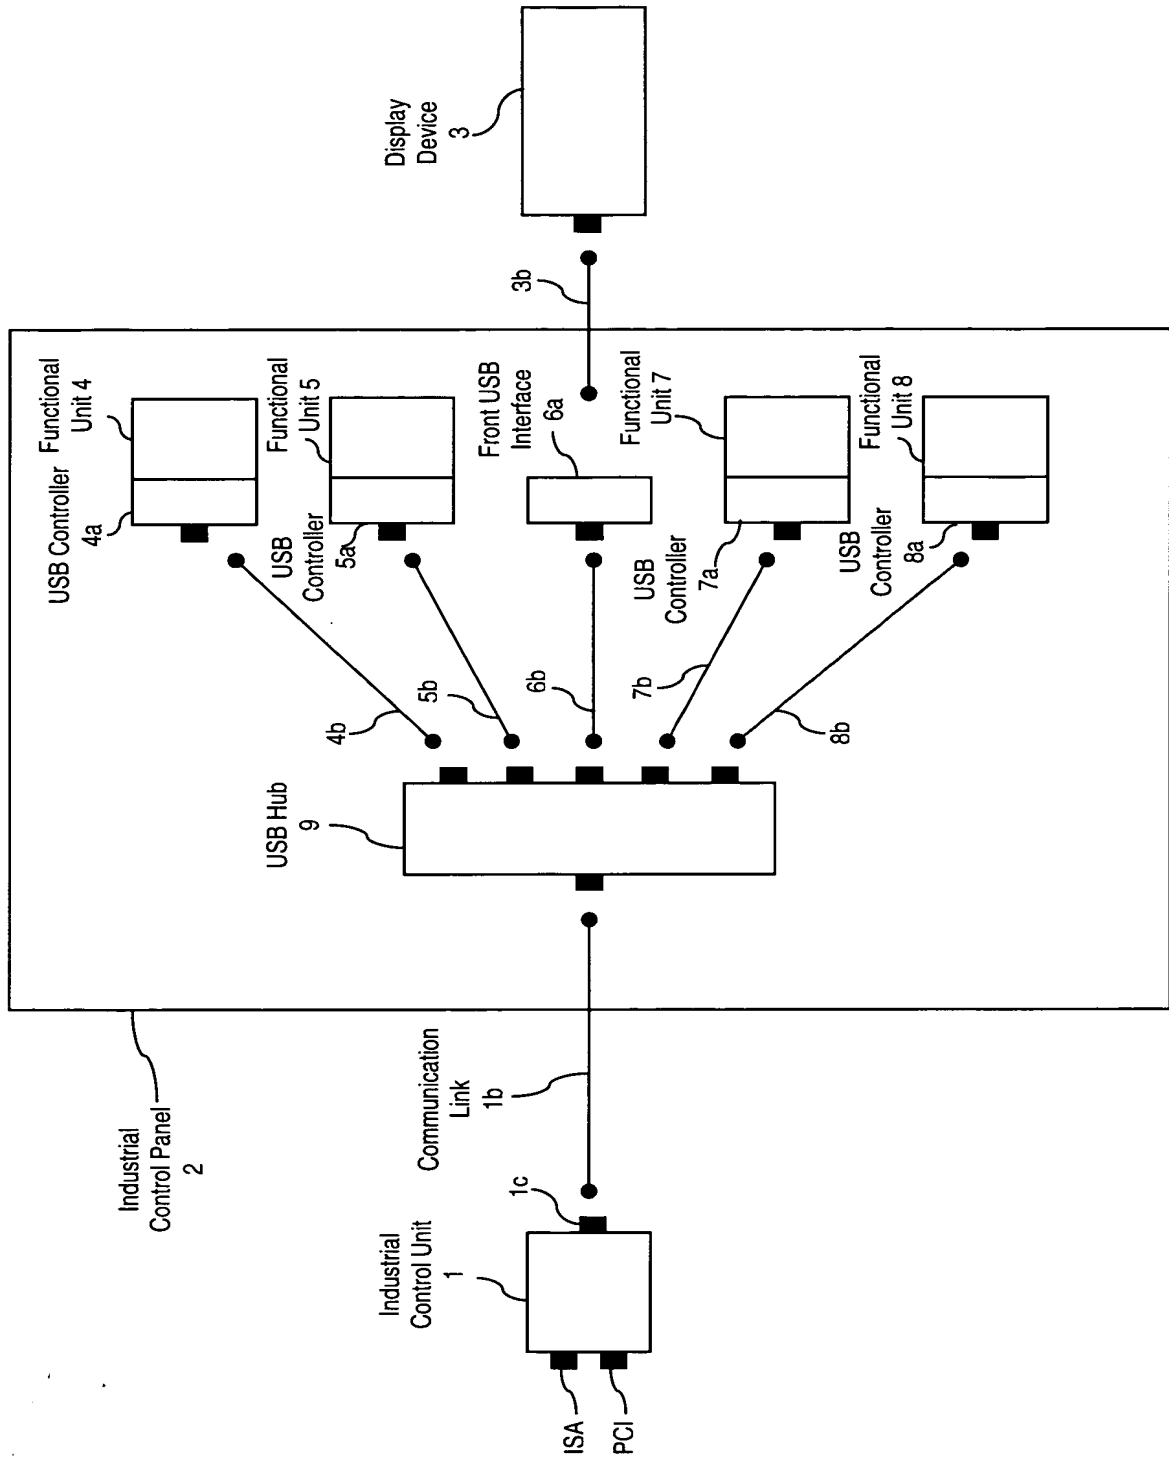 Industrial
Control Panel
2
ISA
PCI
Industrial
Control Unit
1
1c
Communication
Link
1b
USB Hub
9
4b
5b
6b
7b
8b
USB Controller
4a
Functional
Unit 4
USB
Controller
5a
Functional
Unit 5
Front USB
Interface
6a
USB
Controller
7a
Functional
Unit 7
USB
Controller
8a
Functional
Unit 8
3b
Display
Device
3